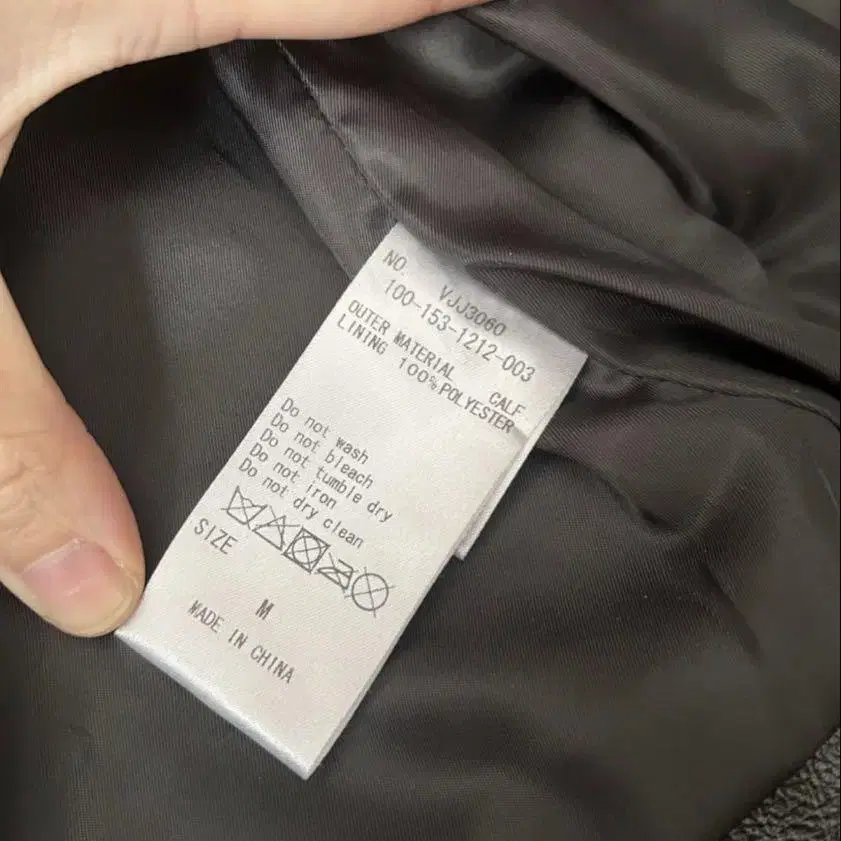 NO. VJJ3060
100-153-1212-003
OUTER MATERIAL CALF
LINING 100%POLYESTER
Do not wash
Do not bleach
Do not tumble dry
Do not iron
Do not dry clean
SIZE
M
MADE IN CHINA